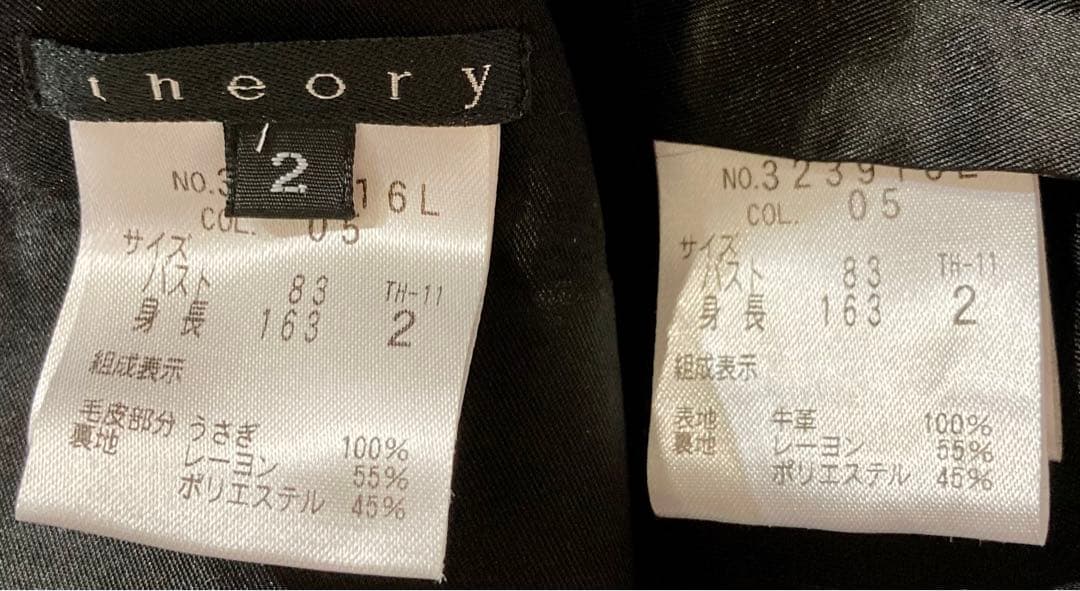 theory
2
NO.3 16L
COL. 05
サイズ
バスト 83 TH-11
身長 163 2
組成表示
毛皮部分 うさぎ 100%
裏地 レーヨン 55%
ポリエステル 45%
NO.3239
COL. 05
サイズ
バスト 83 TH-11
身長 163 2
組成表示
表地 牛革 100%
裏地 レーヨン 55%
ポリエステル 45%